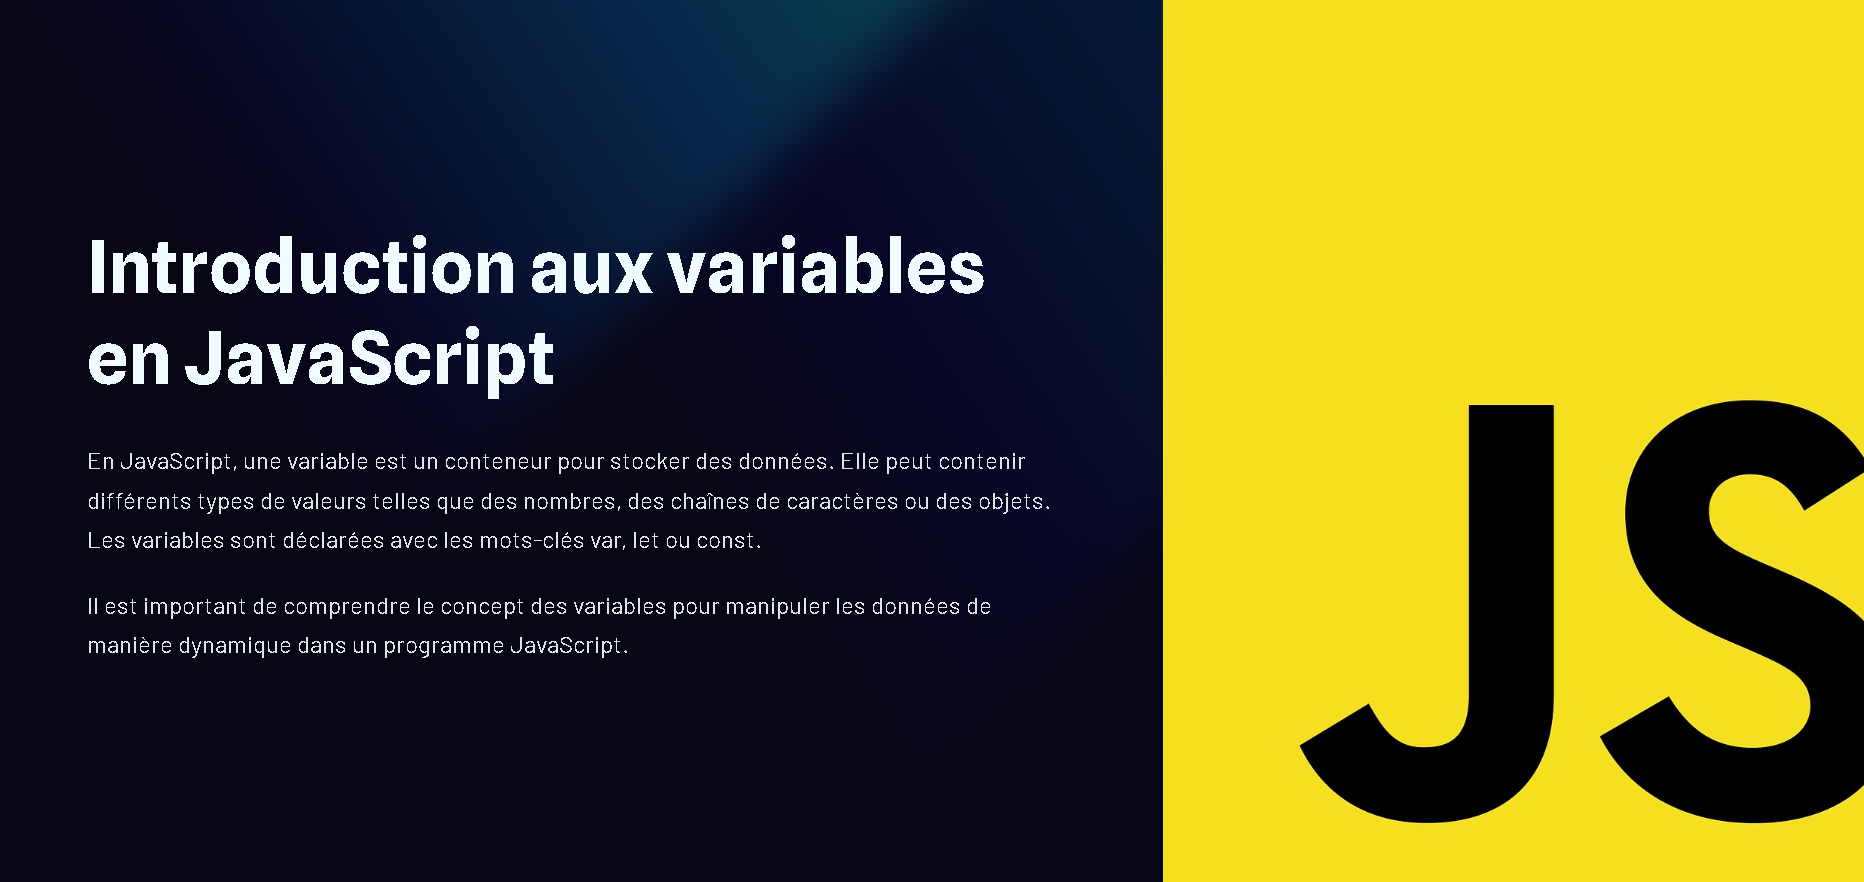 Introduction aux variables
en JavaScript
En JavaScript, une variable est un conteneur pour stocker des données. Elle peut contenir
différents types de valeurs telles que des nombres, des chaînes de caractères ou des objets.
Les variables sont déclarées avec les mots-clés var, let ou const.
Il est important de comprendre le concept des variables pour manipuler les données de
manière dynamique dans un programme JavaScript.
JS